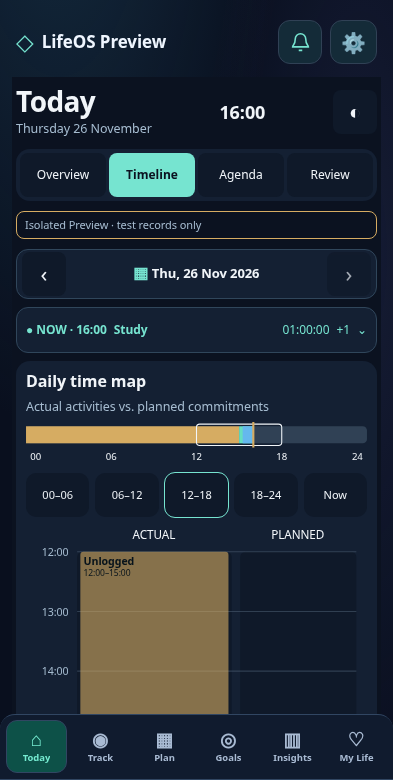 LifeOS Preview
Today
16:00
Thursday 26 November
Overview
Timeline
Agenda
Review
Isolated Preview · test records only
Thu, 26 Nov 2026
NOW · 16:00 Study
01:00:00 +1
Daily time map
Actual activities vs. planned commitments
00 06 12 18 24
00–06
06–12
12–18
18–24
Now
ACTUAL PLANNED
12:00
Unlogged
12:00–15:00
13:00
14:00
Today
Track
Plan
Goals
Insights
My Life